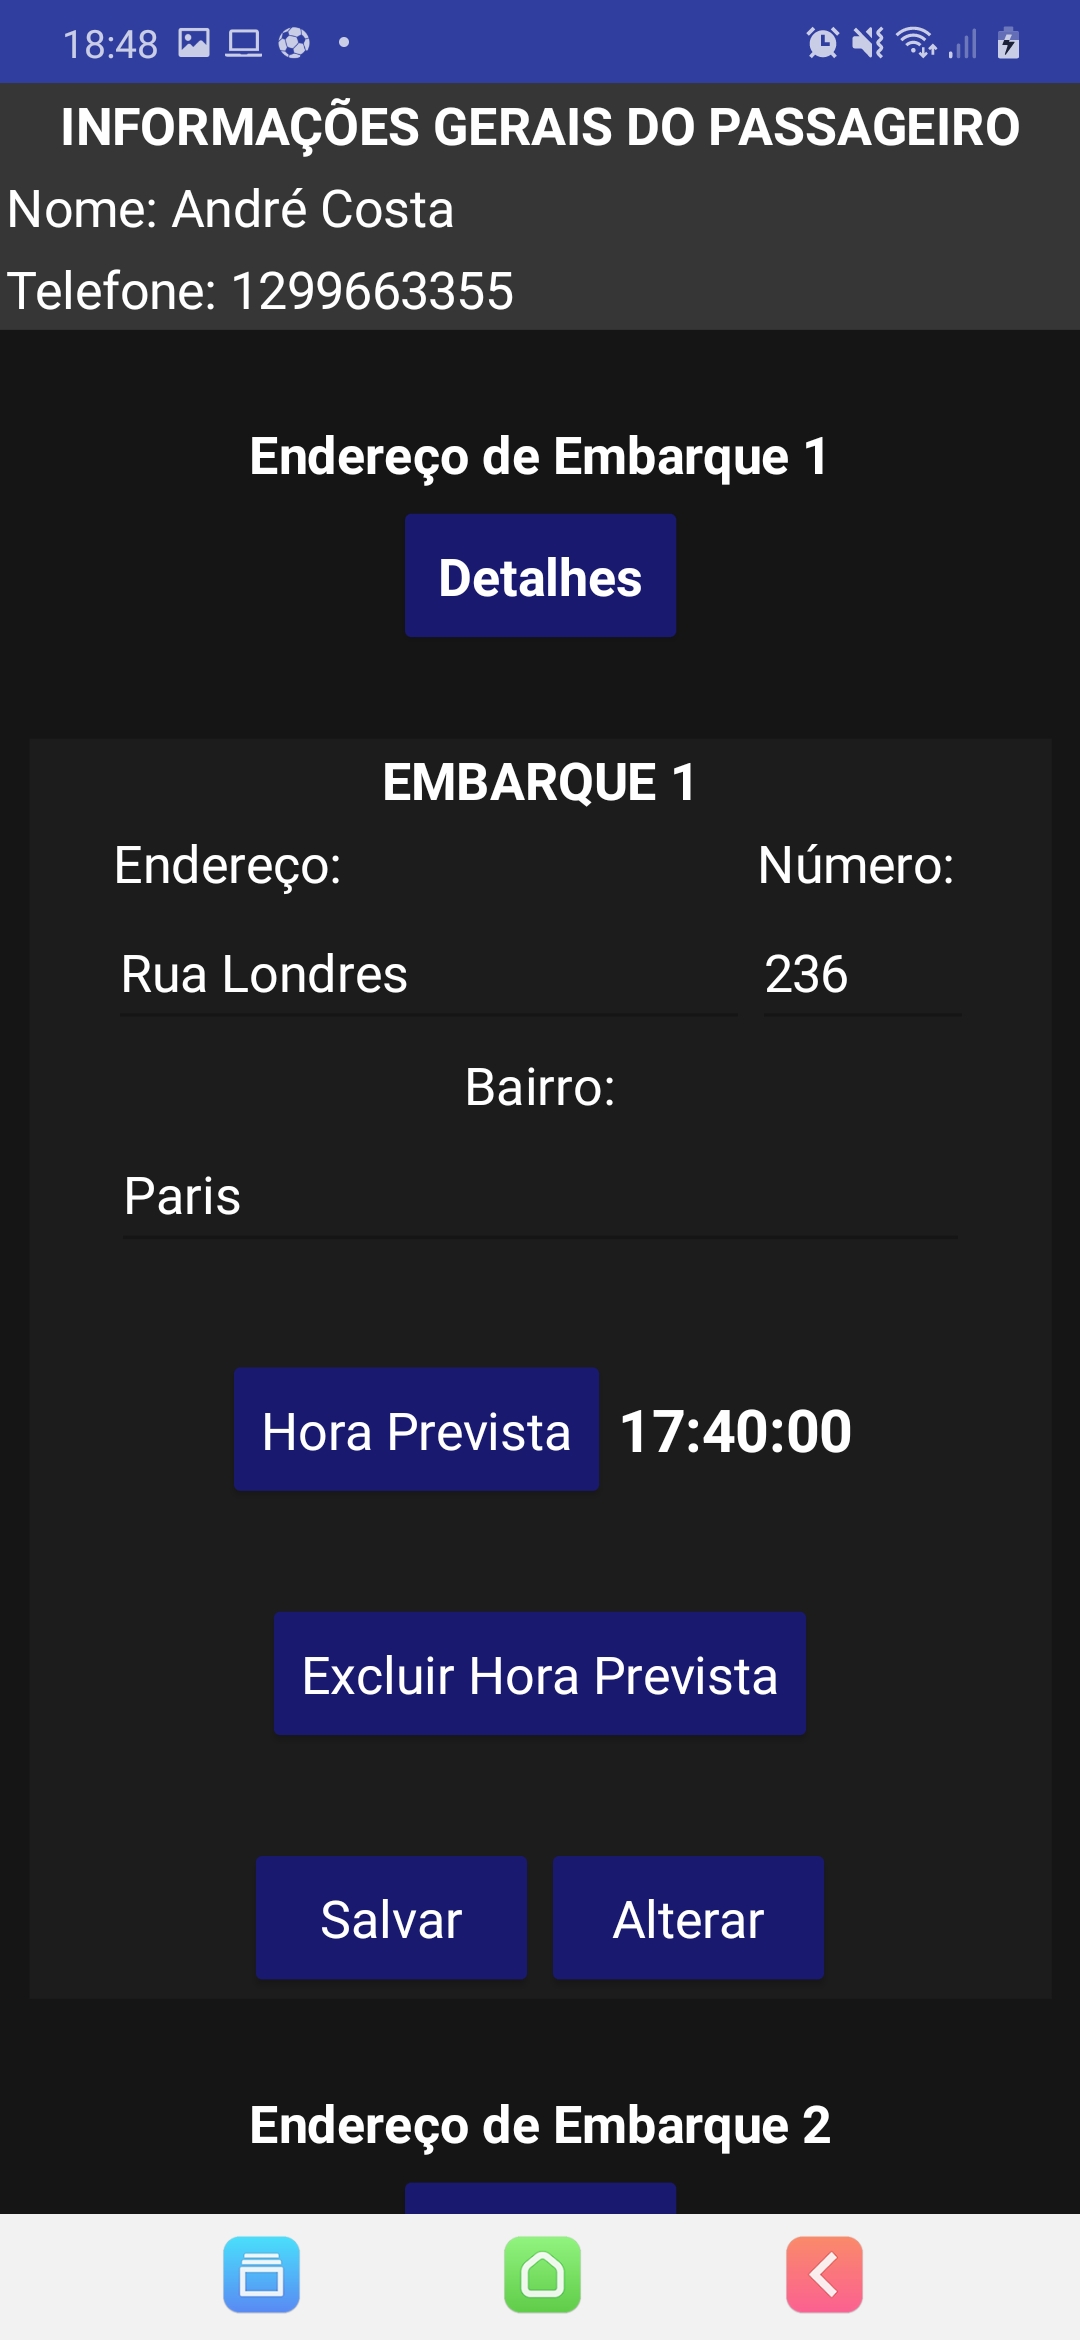 18:48
INFORMAÇÕES GERAIS DO PASSAGEIRO
Nome: André Costa
Telefone: 1299663355
Endereço de Embarque 1
Detalhes
EMBARQUE 1
Endereço: Número:
Rua Londres 236
Bairro:
Paris
Hora Prevista 17:40:00
Excluir Hora Prevista
Salvar Alterar
Endereço de Embarque 2